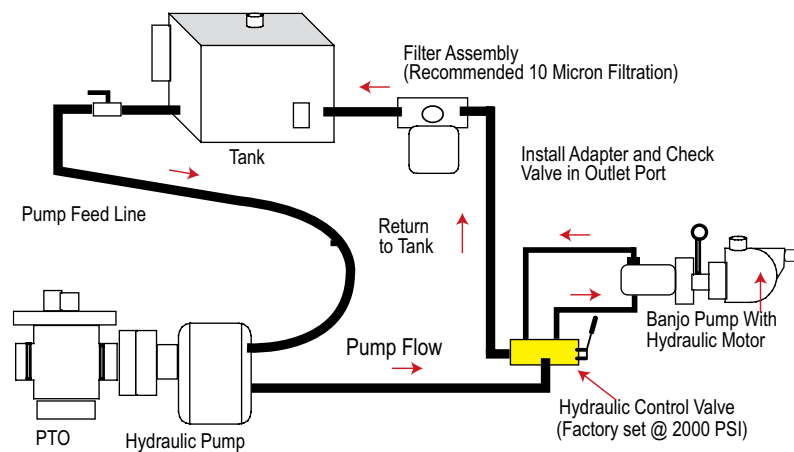 Filter Assembly
(Recommended 10 Micron Filtration)
Tank
Install Adapter and Check
Valve in Outlet Port
Pump Feed Line
Return
to Tank
Banjo Pump With
Hydraulic Motor
Pump Flow
Hydraulic Control Valve
(Factory set @ 2000 PSI)
PTO
Hydraulic Pump